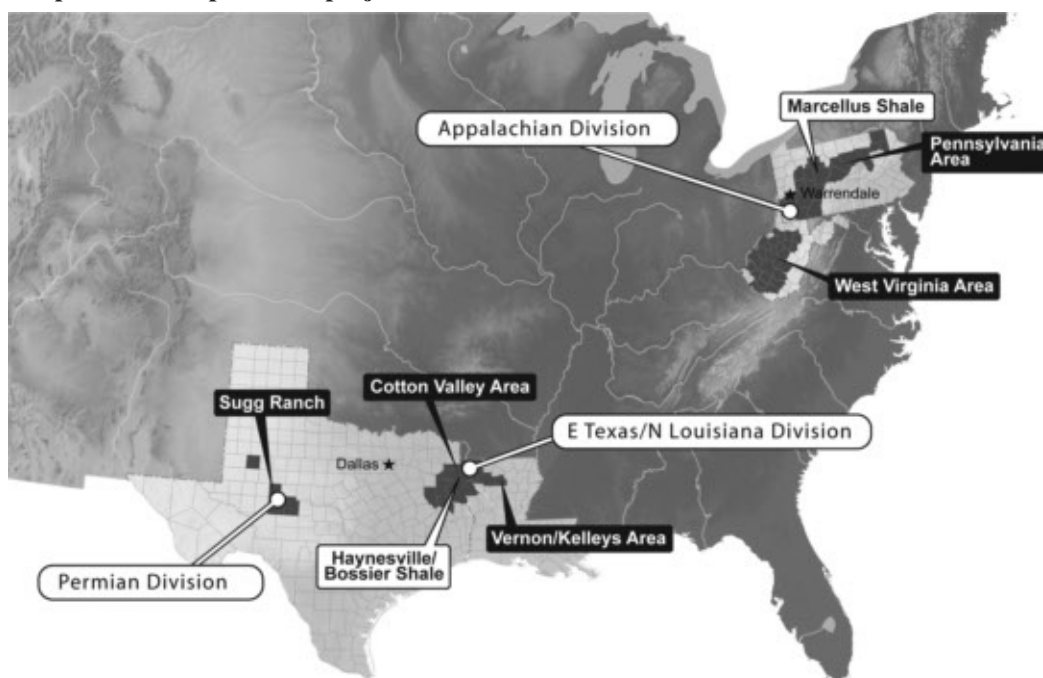 Marcellus Shale
Appalachian Division
Pennsylvania
Area
Warrendale
West Virginia Area
Cotton Valley Area
Sugg Ranch
E Texas/N Louisiana Division
Dallas
Vernon/Kelleys Area
Haynesville/
Bossier Shale
Permian Division